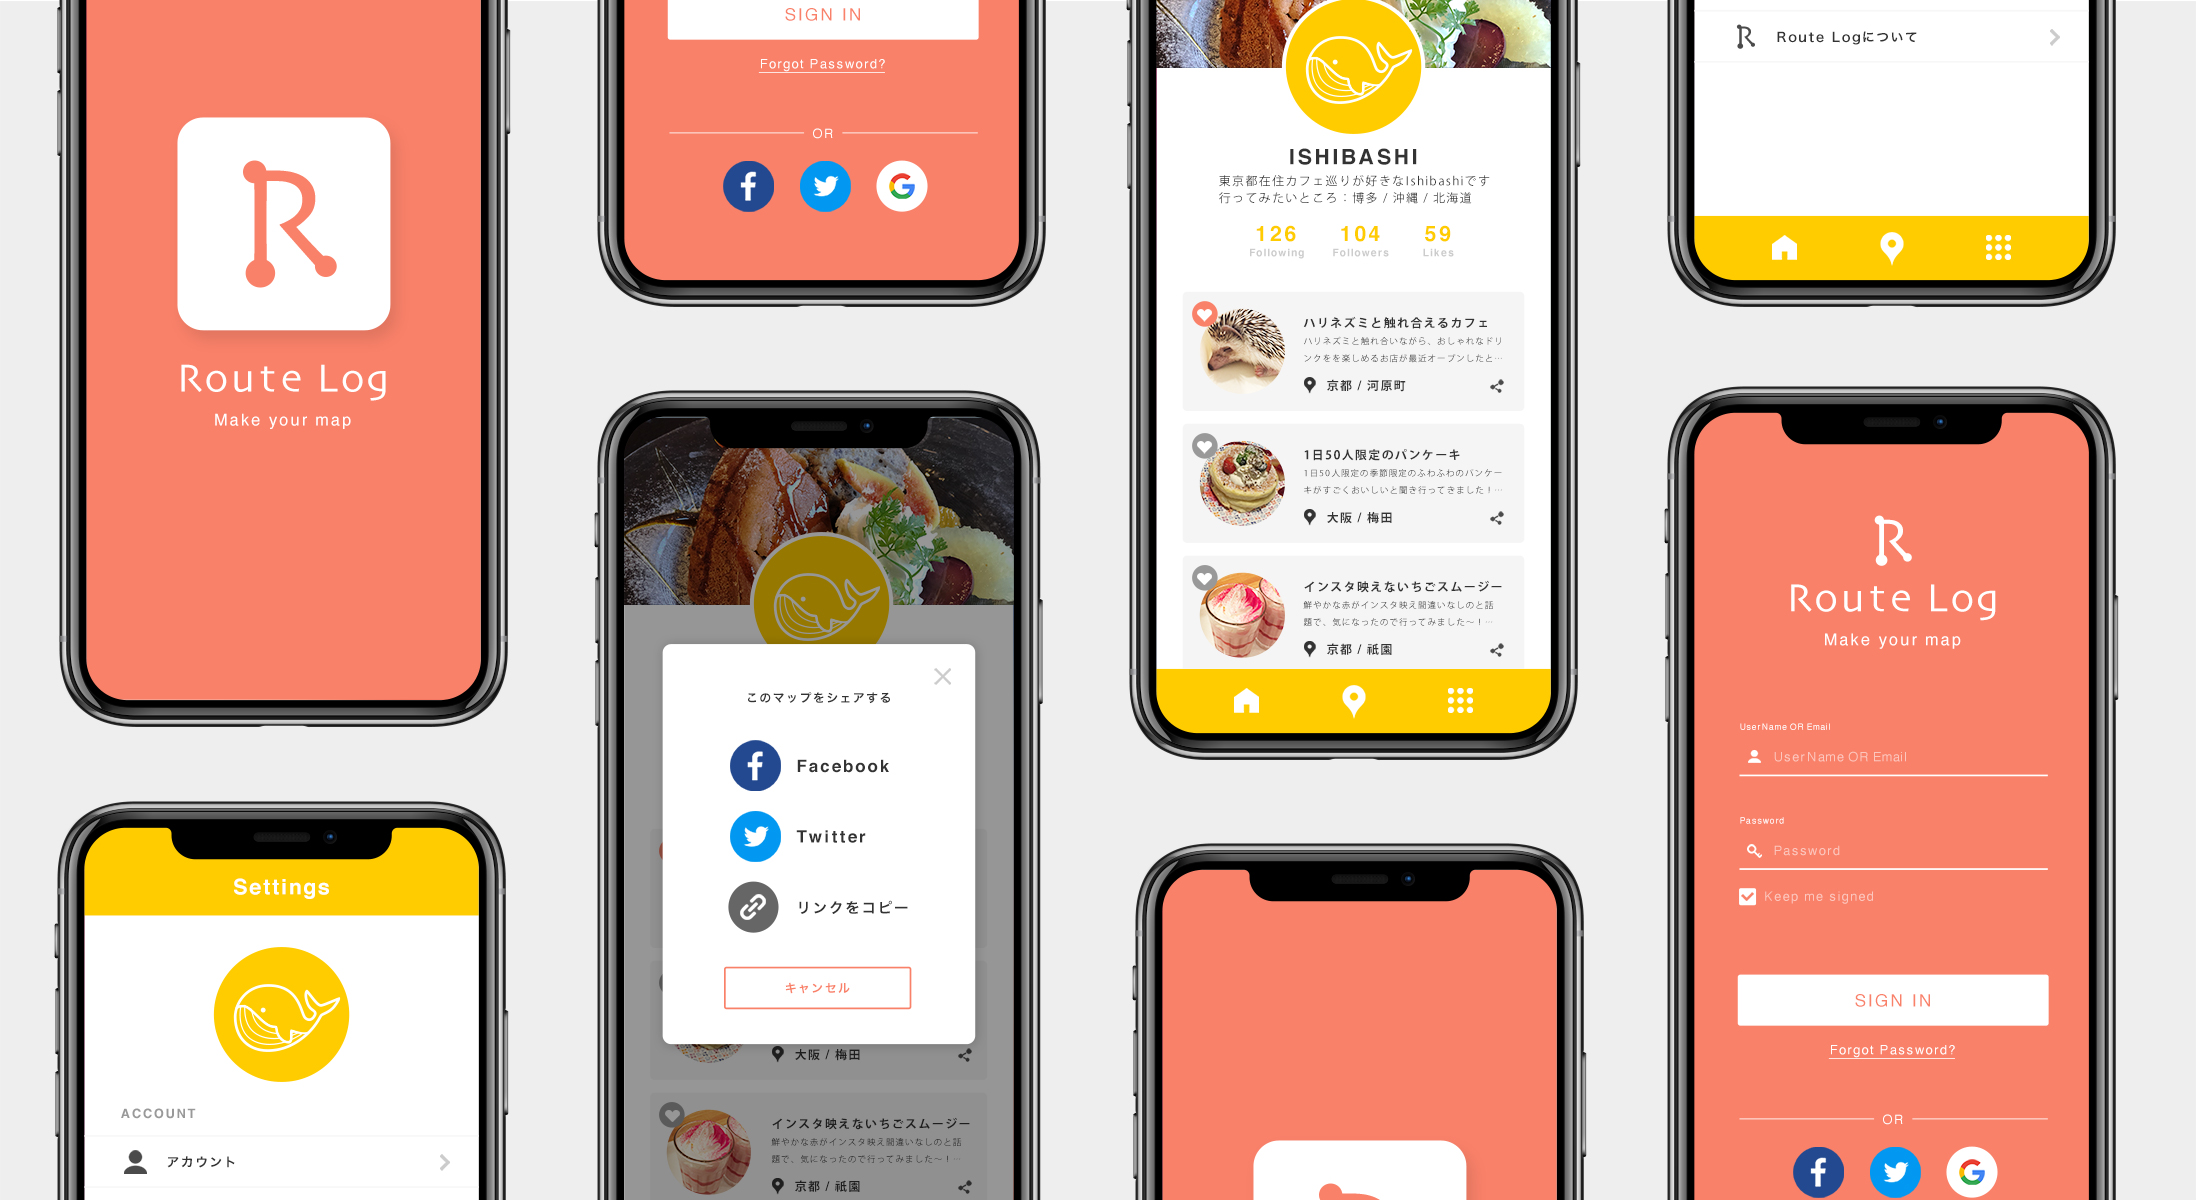 Route Log
Make your map
Settings
ACCOUNT
アカウント
SIGN IN
Forgot Password?
OR
このマップをシェアする
Facebook
Twitter
リンクをコピー
キャンセル
大阪 / 梅田
インスタ映えないちごスムージー
鮮やかな赤がインスタ映え間違いなしのと話
題で、気になったので行ってみました～！…
京都 / 祇園
ISHIBASHI
東京都在住カフェ巡りが好きなIshibashiです
行ってみたいところ：博多 / 沖縄 / 北海道
126 104 59
Following Followers Likes
ハリネズミと触れ合えるカフェ
ハリネズミと触れ合いながら、おしゃれなドリ
ンクをを楽しめるお店が最近オープンしたと…
京都 / 河原町
1日50人限定のパンケーキ
1日50人限定の季節限定のふわふわのパンケー
キがすごくおいしいと聞き行ってきました！…
大阪 / 梅田
インスタ映えないちごスムージー
鮮やかな赤がインスタ映え間違いなしのと話
題で、気になったので行ってみました～！…
京都 / 祇園
Route Logについて
Route Log
Make your map
UserName OR Email
UserName OR Email
Password
Password
Keep me signed
SIGN IN
Forgot Password?
OR